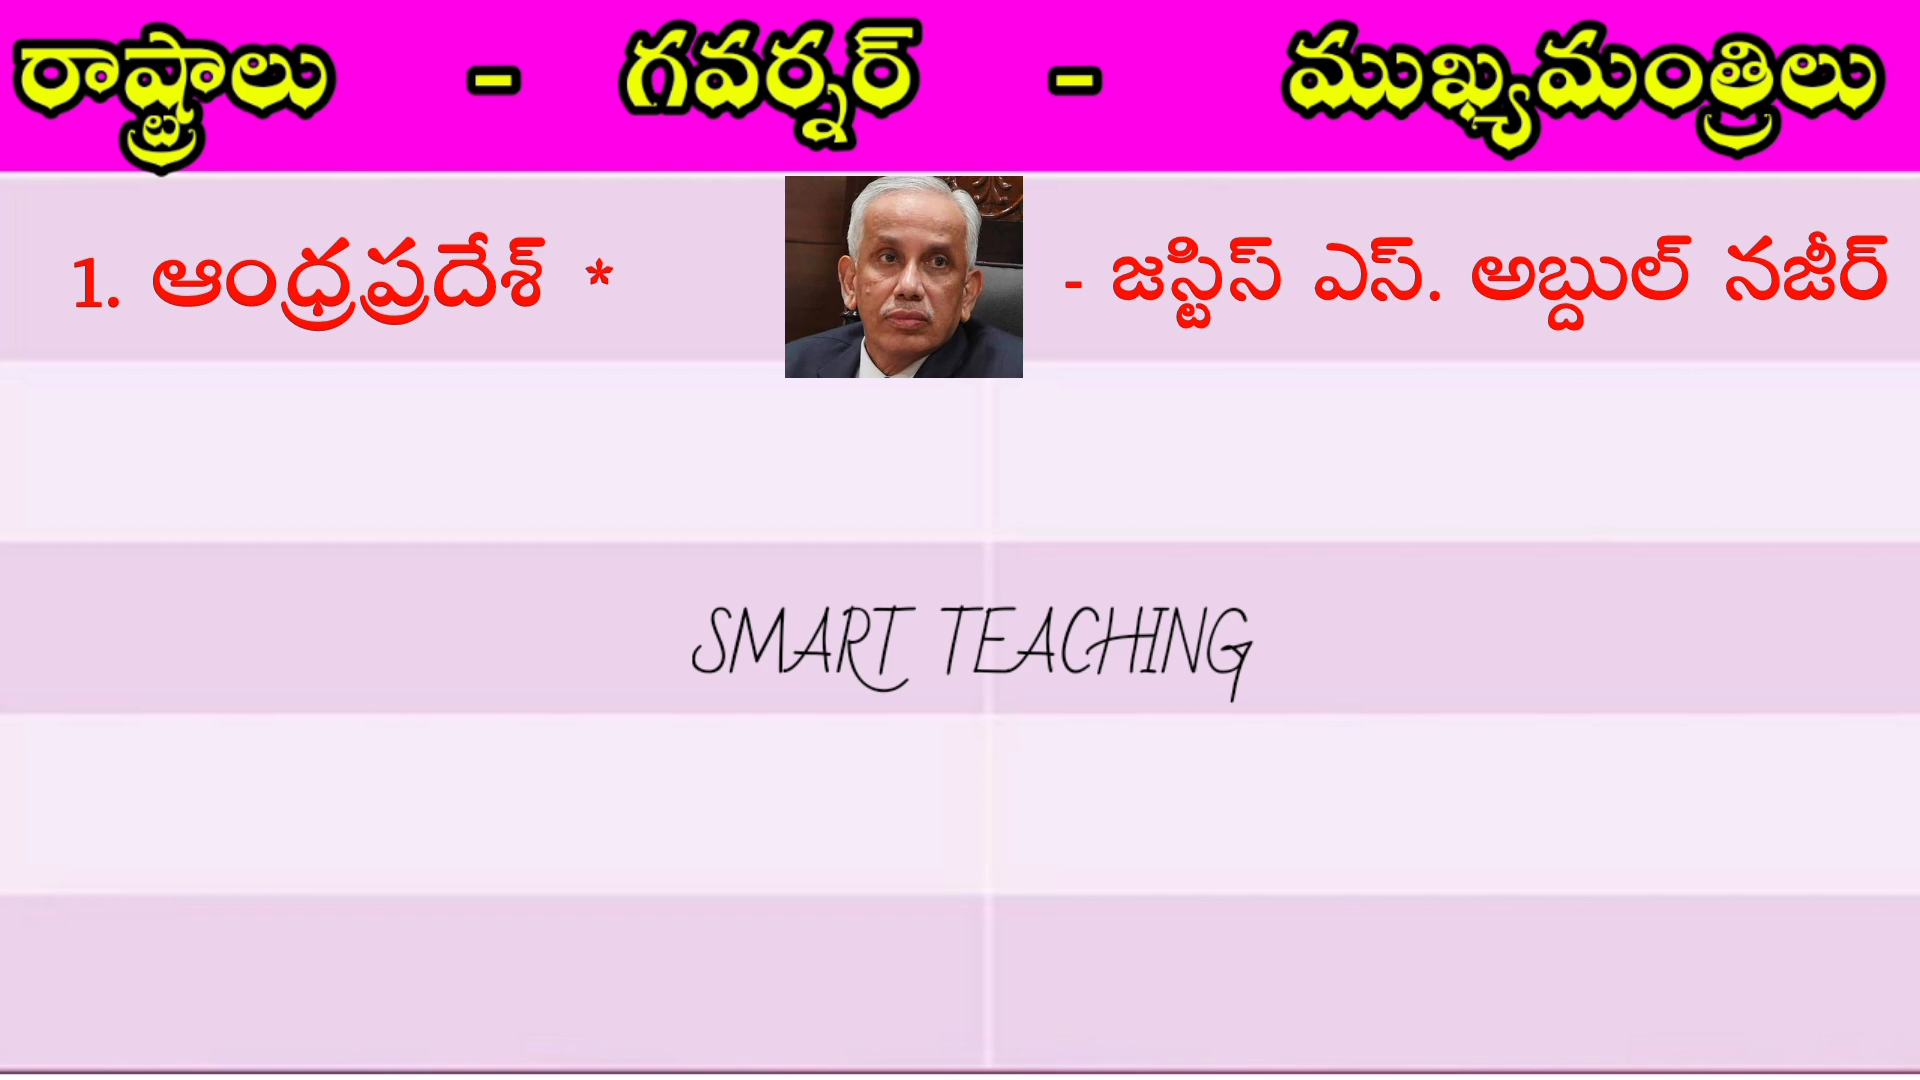 రాష్ట్రాలు - గవర్నర్ - ముఖ్యమంత్రిలు
1. ఆంధ్రప్రదేశ్ * - జస్టిస్ ఎస్. అబ్దుల్ నజీర్
SMART TEACHING